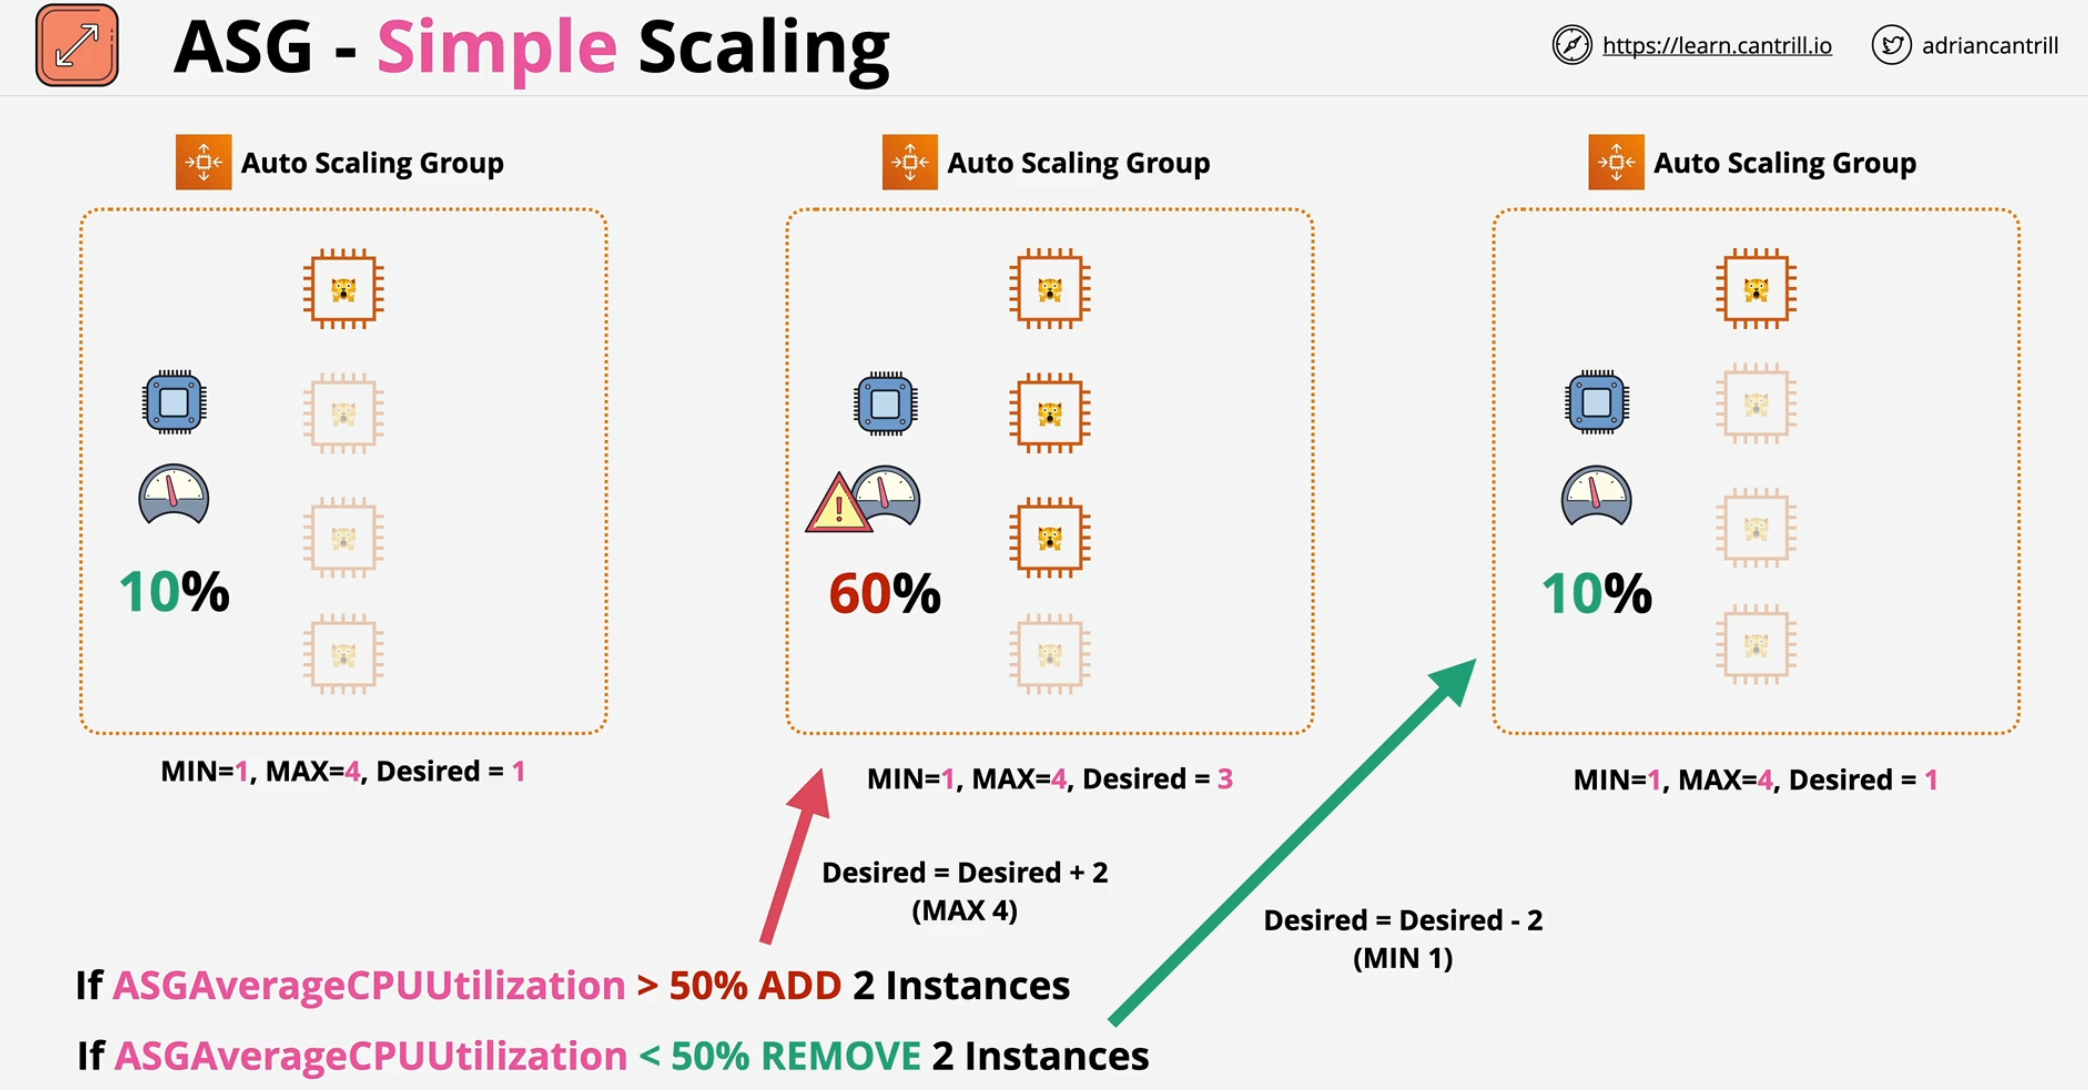 ASG - Simple Scaling
https://learn.cantrill.io
adriancantrill
Auto Scaling Group
Auto Scaling Group
Auto Scaling Group
10%
60%
10%
MIN=1, MAX=4, Desired = 1
MIN=1, MAX=4, Desired = 3
MIN=1, MAX=4, Desired = 1
Desired = Desired + 2
(MAX 4)
Desired = Desired - 2
(MIN 1)
If ASGAverageCPUUtilization > 50% ADD 2 Instances
If ASGAverageCPUUtilization < 50% REMOVE 2 Instances